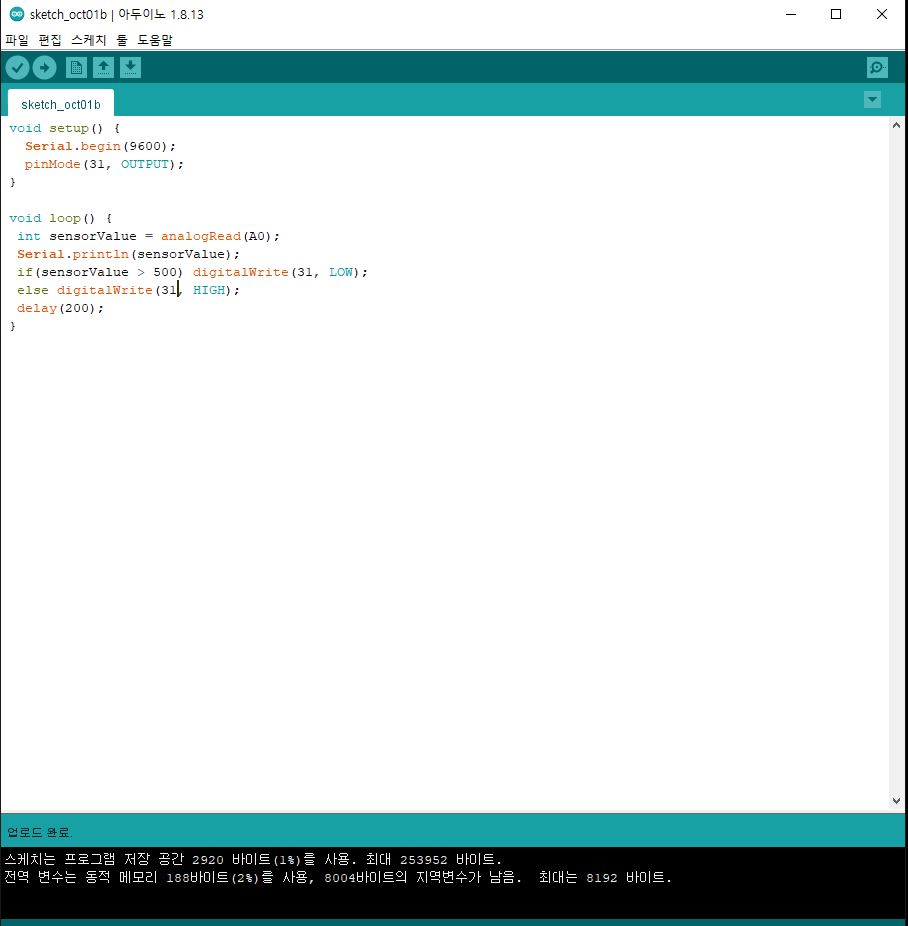 sketch_oct01b | 아두이노 1.8.13
파일 편집 스케치 툴 도움말
sketch_oct01b
void setup() {
  Serial.begin(9600);
  pinMode(31, OUTPUT);
}

void loop() {
 int sensorValue = analogRead(A0);
 Serial.println(sensorValue);
 if(sensorValue > 500) digitalWrite(31, LOW);
 else digitalWrite(31, HIGH);
 delay(200);
}
업로드 완료.
스케치는 프로그램 저장 공간 2920 바이트(1%)를 사용. 최대 253952 바이트.
전역 변수는 동적 메모리 188바이트(2%)를 사용, 8004바이트의 지역변수가 남음.  최대는 8192 바이트.